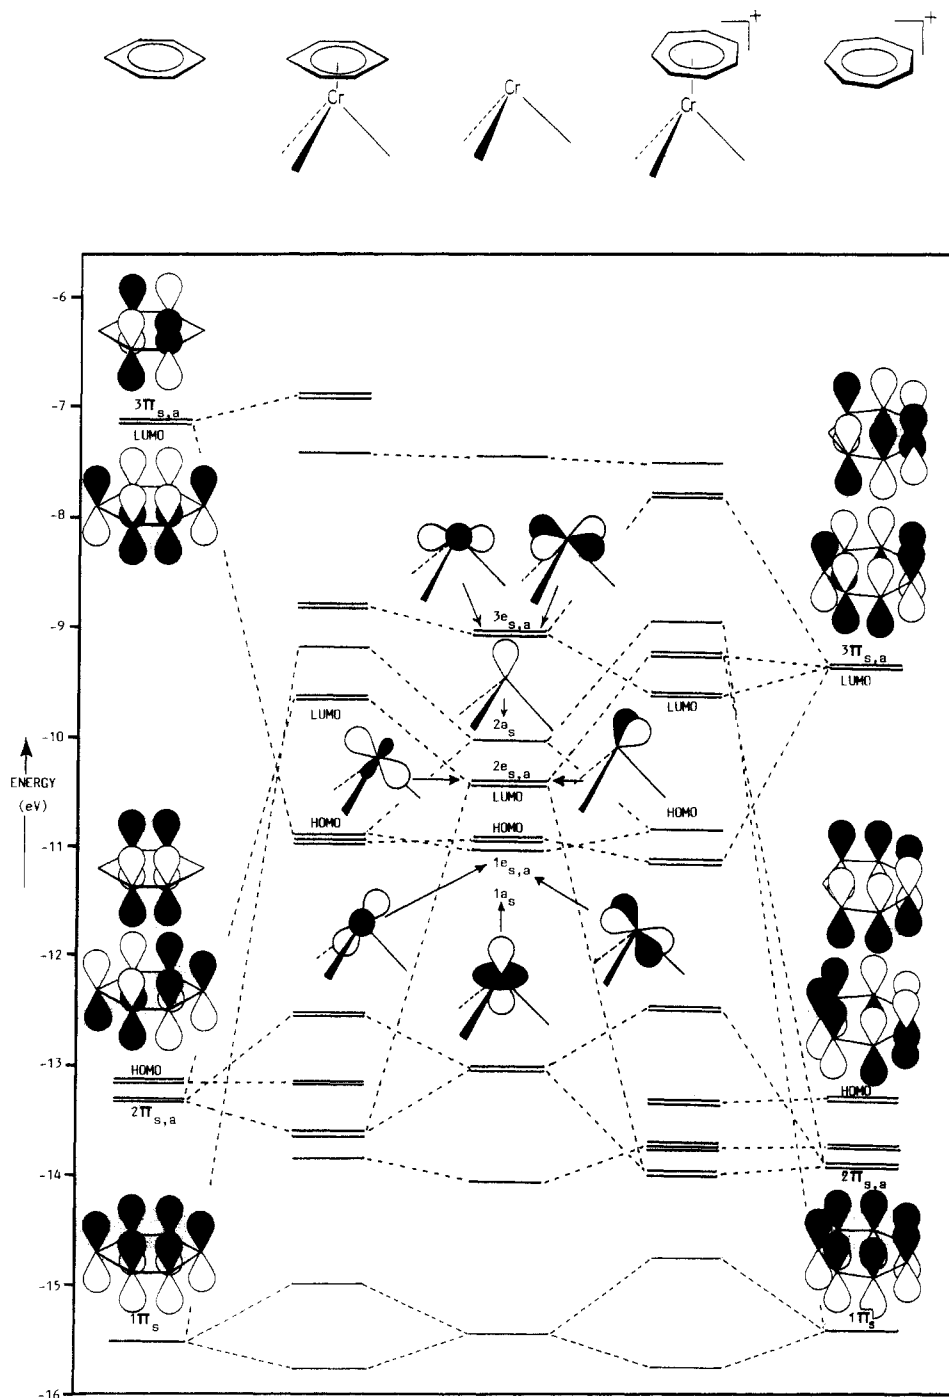 +
+
Cr
Cr
Cr
-6
-7
-8
-9
-10
-11
-12
-13
-14
-15
-16
ENERGY
(eV)
3π s,a
LUMO
HOMO
2π s,a
1π s
LUMO
HOMO
3e s,a
2a s
2e s,a
LUMO
HOMO
1e s,a
1a s
LUMO
HOMO
3π s,a
LUMO
HOMO
2π s,a
1π s